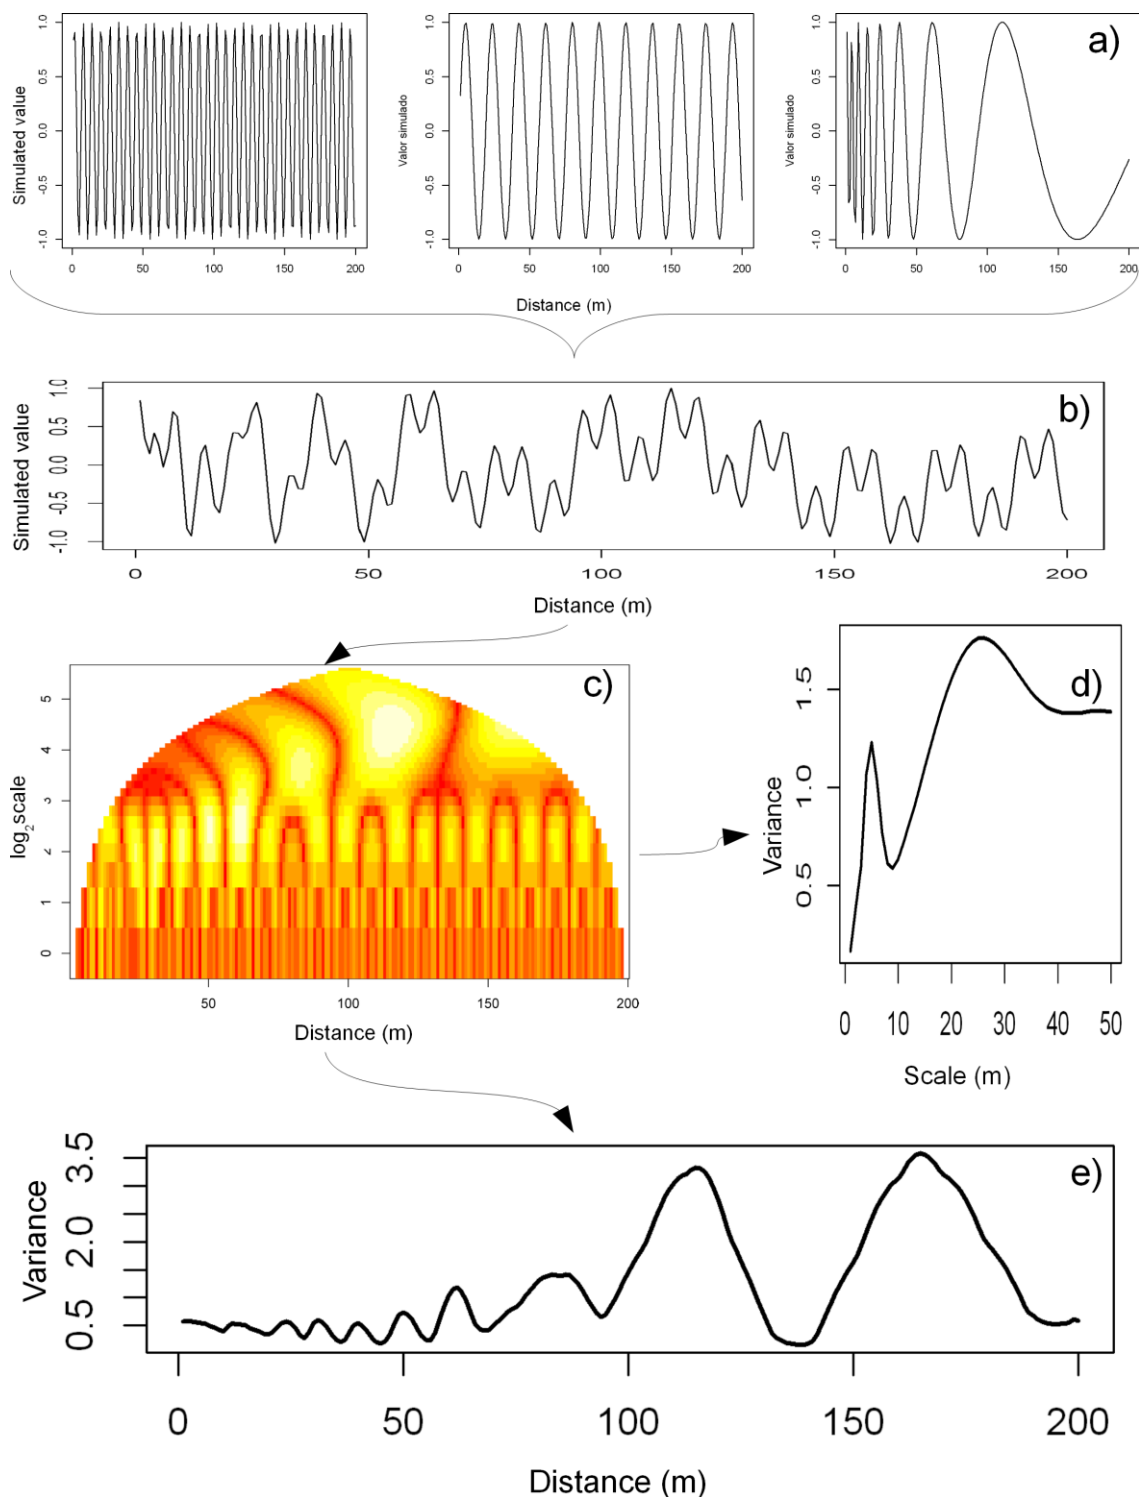 a)
Simulated value
1.0
0.5
0.0
-0.5
-1.0
0 50 100 150 200
Valor simulado
1.0
0.5
0.0
-0.5
-1.0
0 50 100 150 200
Valor simulado
1.0
0.5
0.0
-0.5
-1.0
0 50 100 150 200
Distance (m)
b)
Simulated value
1.0
0.5
0.0
-0.5
-1.0
0 50 100 150 200
Distance (m)
c)
log2scale
5
4
3
2
1
0
50 100 150 200
Distance (m)
d)
Variance
1.5
1.0
0.5
0 10 20 30 40 50
Scale (m)
e)
Variance
3.5
2.0
0.5
0 50 100 150 200
Distance (m)